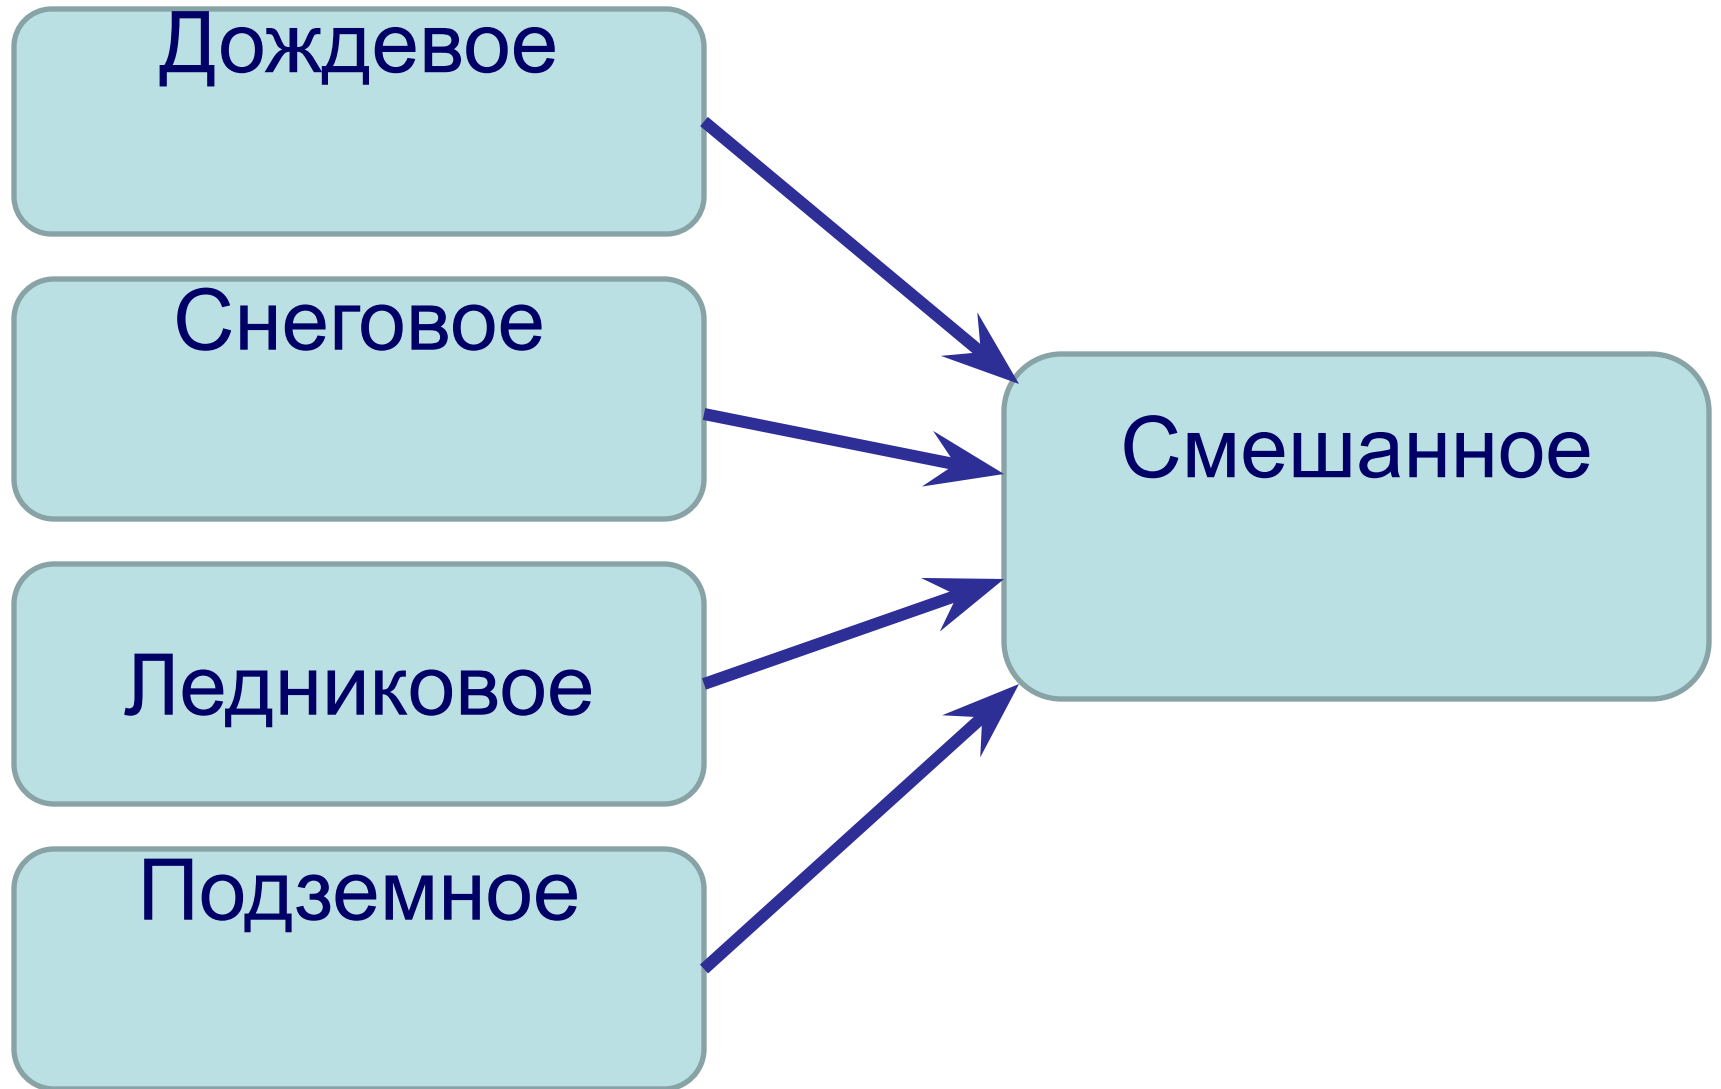 Дождевое
Снеговое
Ледниковое
Подземное
Смешанное